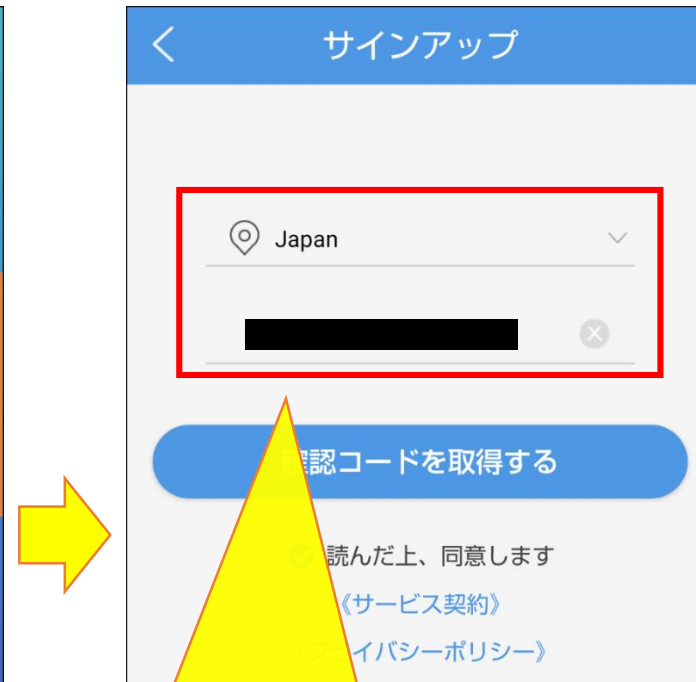 サインアップ
Japan
確認コードを取得する
読んだ上、同意します
《サービス契約》
《プライバシーポリシー》